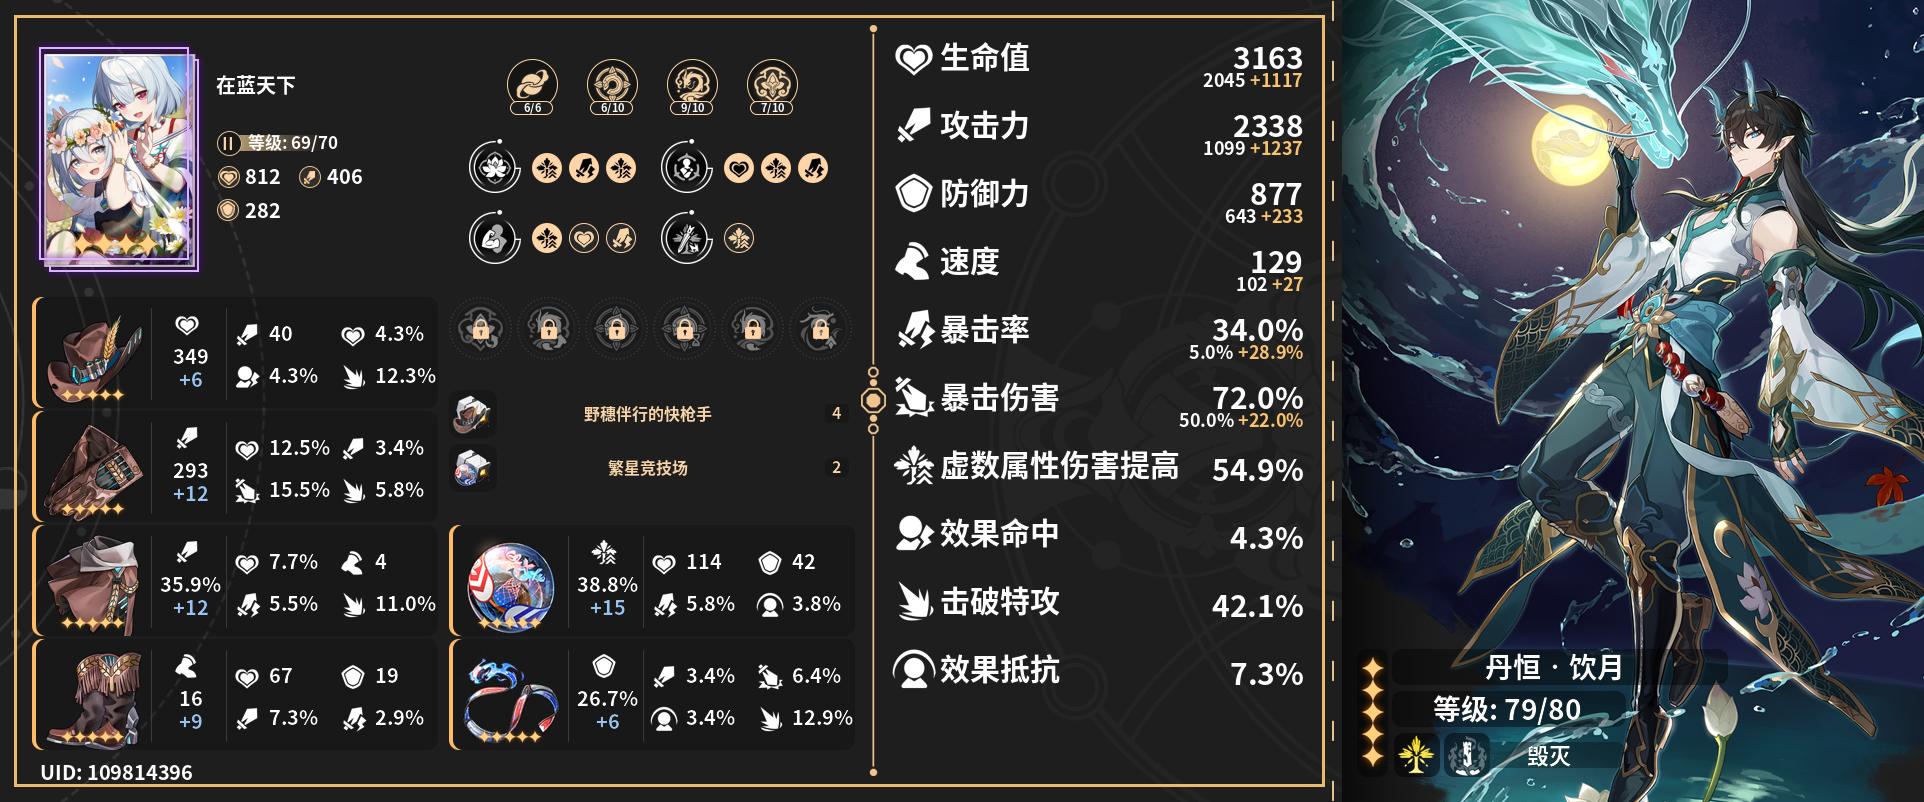 在蓝天下
等级: 69/70
812 406
282
6/6 6/10 9/10 7/10
349
+6
40 4.3%
4.3% 12.3%
293
+12
12.5% 3.4%
15.5% 5.8%
35.9%
+12
7.7% 4
5.5% 11.0%
16
+9
67 19
7.3% 2.9%
UID: 109814396
野穗伴行的快枪手 4
繁星竞技场 2
38.8%
+15
114 42
5.8% 3.8%
26.7%
+6
3.4% 6.4%
3.4% 12.9%
生命值 3163
2045 +1117
攻击力 2338
1099 +1237
防御力 877
643 +233
速度 129
102 +27
暴击率 34.0%
5.0% +28.9%
暴击伤害 72.0%
50.0% +22.0%
虚数属性伤害提高 54.9%
效果命中 4.3%
击破特攻 42.1%
效果抵抗 7.3%
丹恒·饮月
等级: 79/80
毁灭